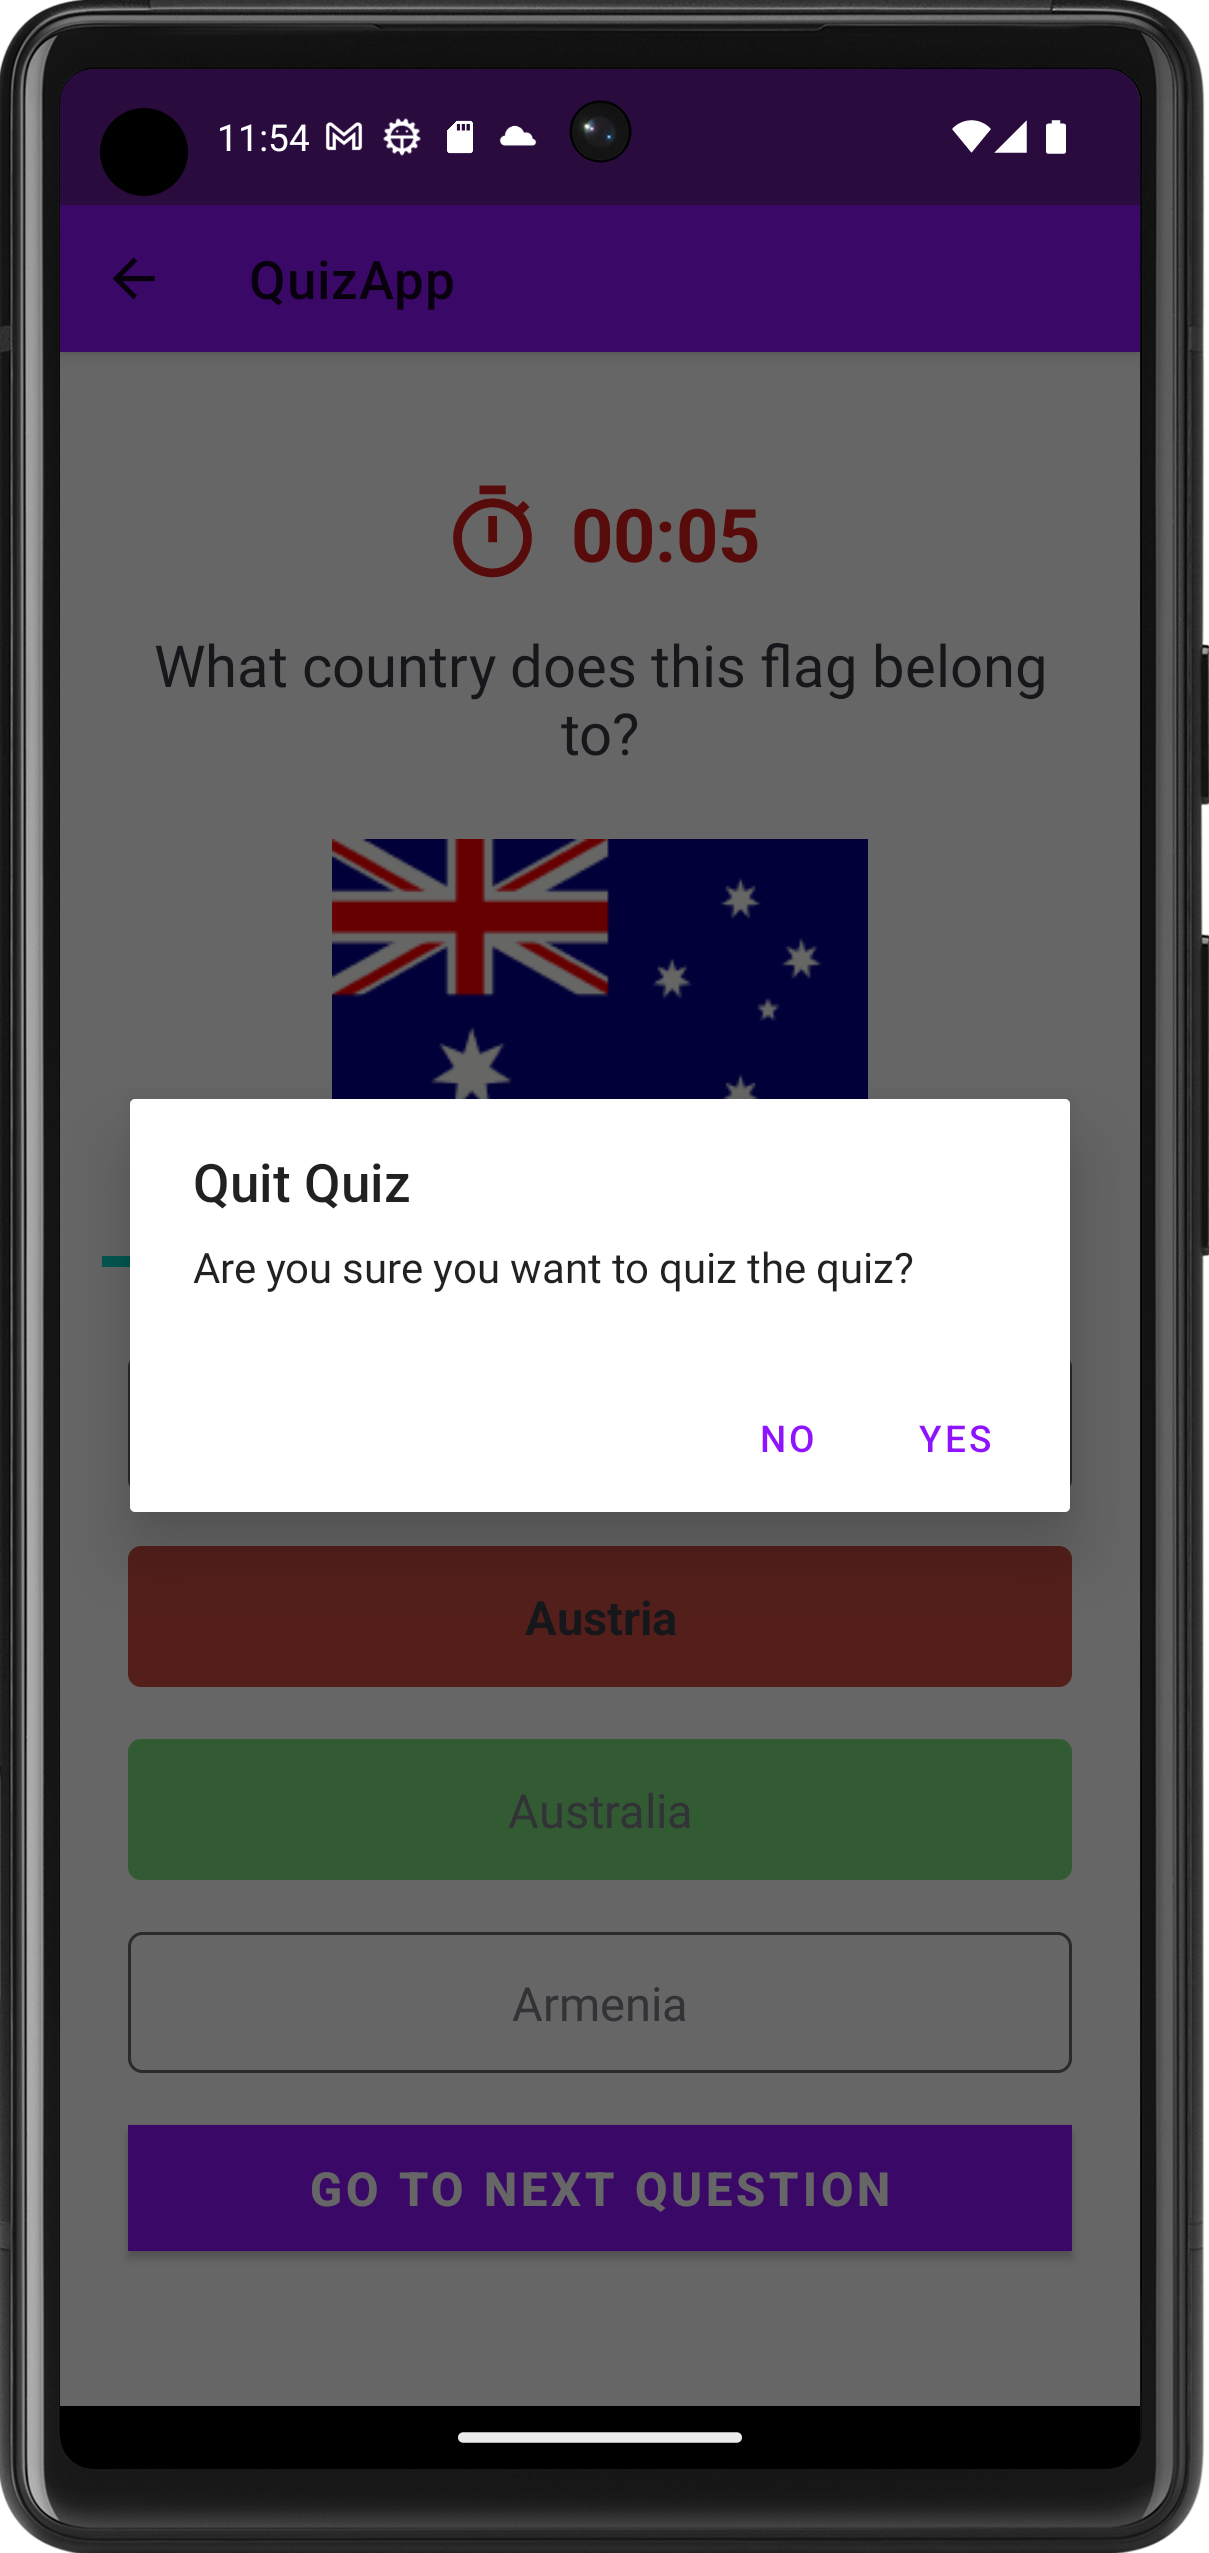 11:54
QuizApp
00:05
What country does this flag belong
to?
Quit Quiz
Are you sure you want to quiz the quiz?
NO YES
Austria
Australia
Armenia
GO TO NEXT QUESTION